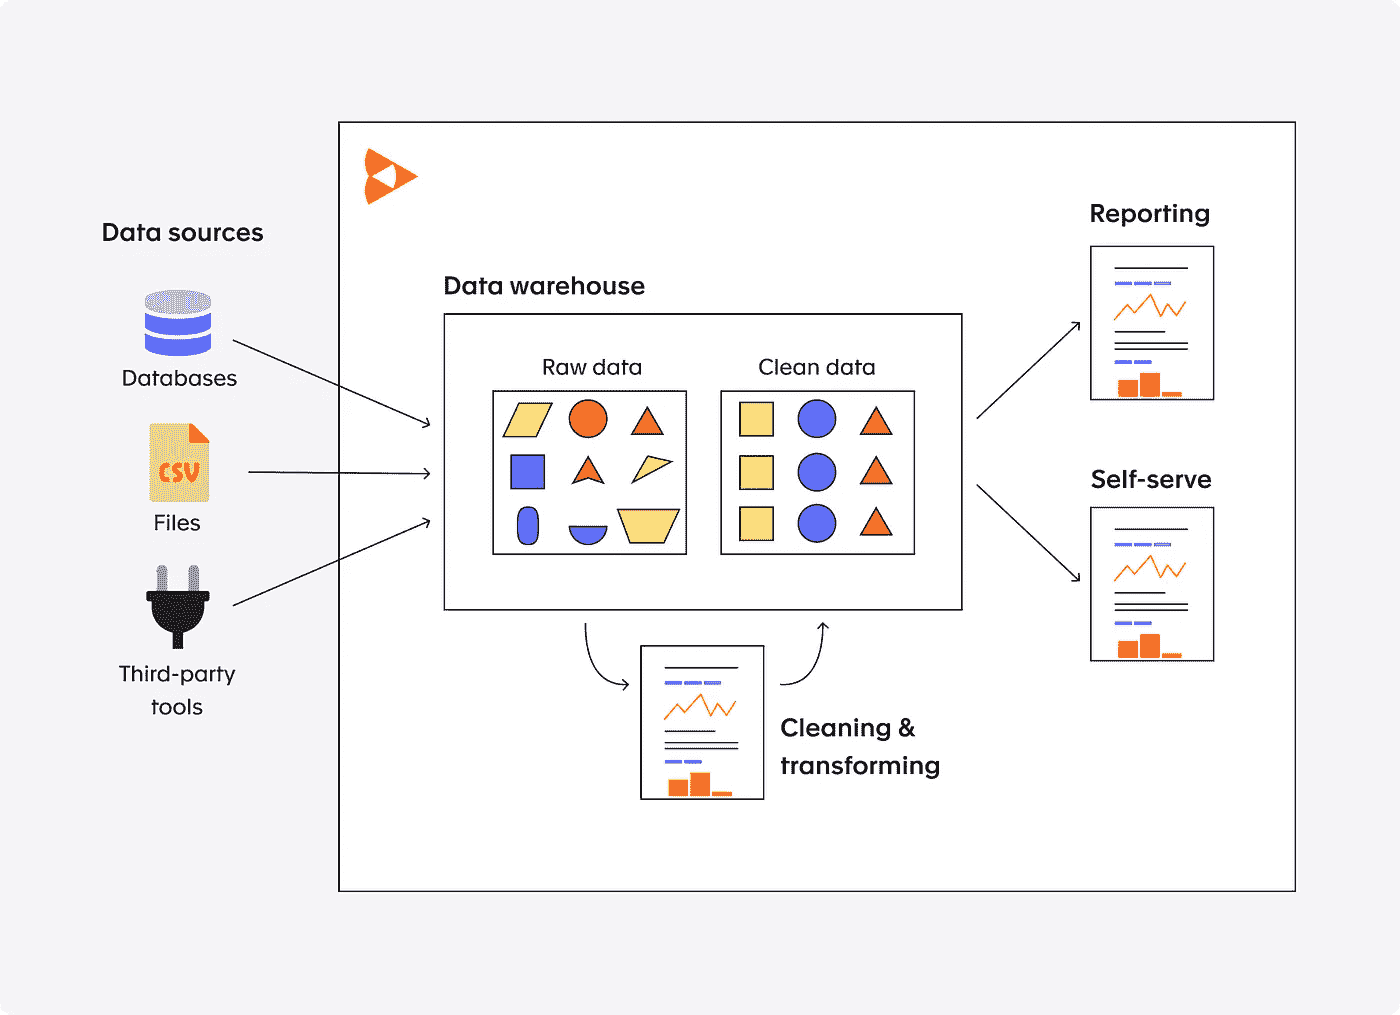 Data sources
Databases
CSV
Files
Third-party
tools
Data warehouse
Raw data
Clean data
Cleaning &
transforming
Reporting
Self-serve